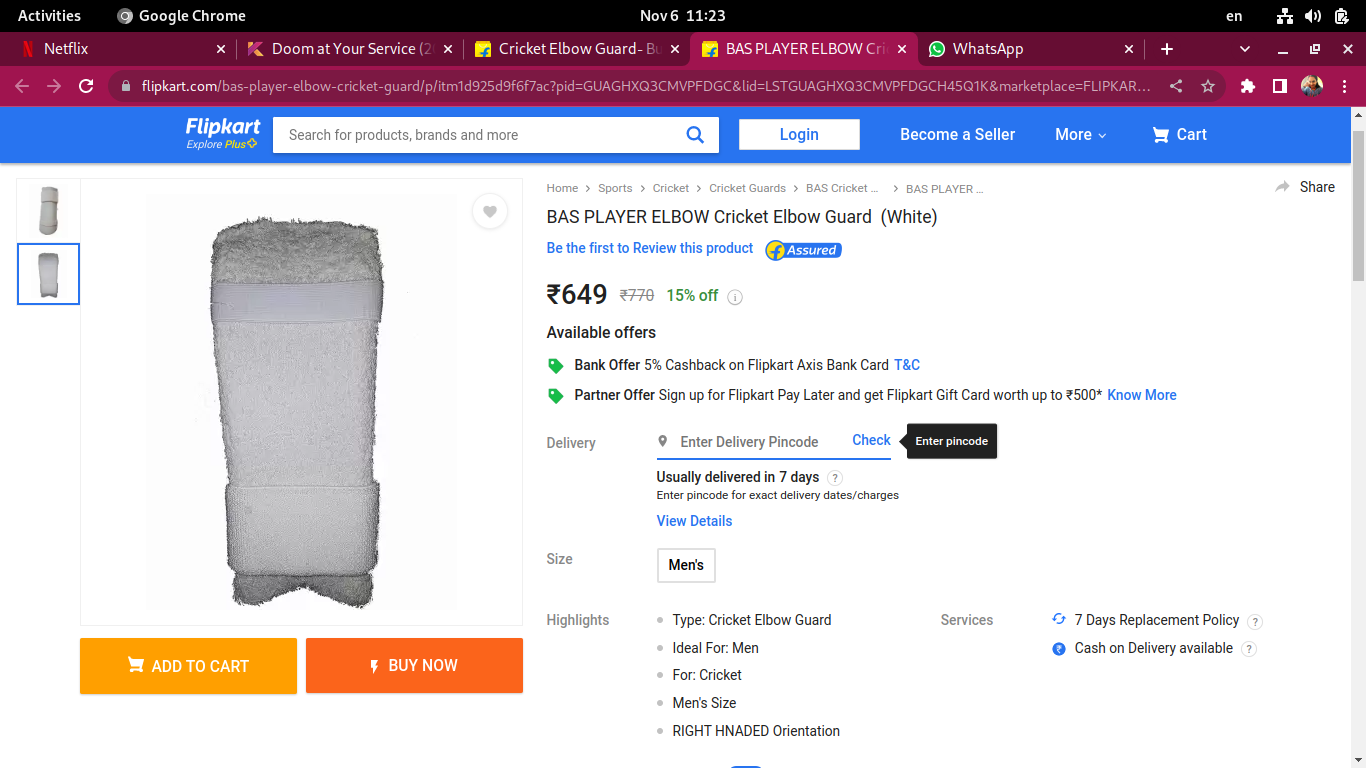 Activities
Google Chrome
Nov 6 11:23
en
Netflix
Doom at Your Service (2
Cricket Elbow Guard- Bu
BAS PLAYER ELBOW Cri
WhatsApp
flipkart.com/bas-player-elbow-cricket-guard/p/itm1d925d9f6f7ac?pid=GUAGHXQ3CMVPFDGC&lid=LSTGUAGHXQ3CMVPFDGCH45Q1K&marketplace=FLIPKAR...
Flipkart
Explore Plus
Search for products, brands and more
Login
Become a Seller
More
Cart
Home > Sports > Cricket > Cricket Guards > BAS Cricket ... > BAS PLAYER ...
Share
BAS PLAYER ELBOW Cricket Elbow Guard (White)
Be the first to Review this product
f Assured
₹649 ₹770 15% off i
Available offers
Bank Offer 5% Cashback on Flipkart Axis Bank Card T&C
Partner Offer Sign up for Flipkart Pay Later and get Flipkart Gift Card worth up to ₹500* Know More
Delivery
Enter Delivery Pincode
Check
Enter pincode
Usually delivered in 7 days ?
Enter pincode for exact delivery dates/charges
View Details
Size
Men's
Highlights
Type: Cricket Elbow Guard
Ideal For: Men
For: Cricket
Men's Size
RIGHT HNADED Orientation
Services
7 Days Replacement Policy ?
₹ Cash on Delivery available ?
ADD TO CART
BUY NOW